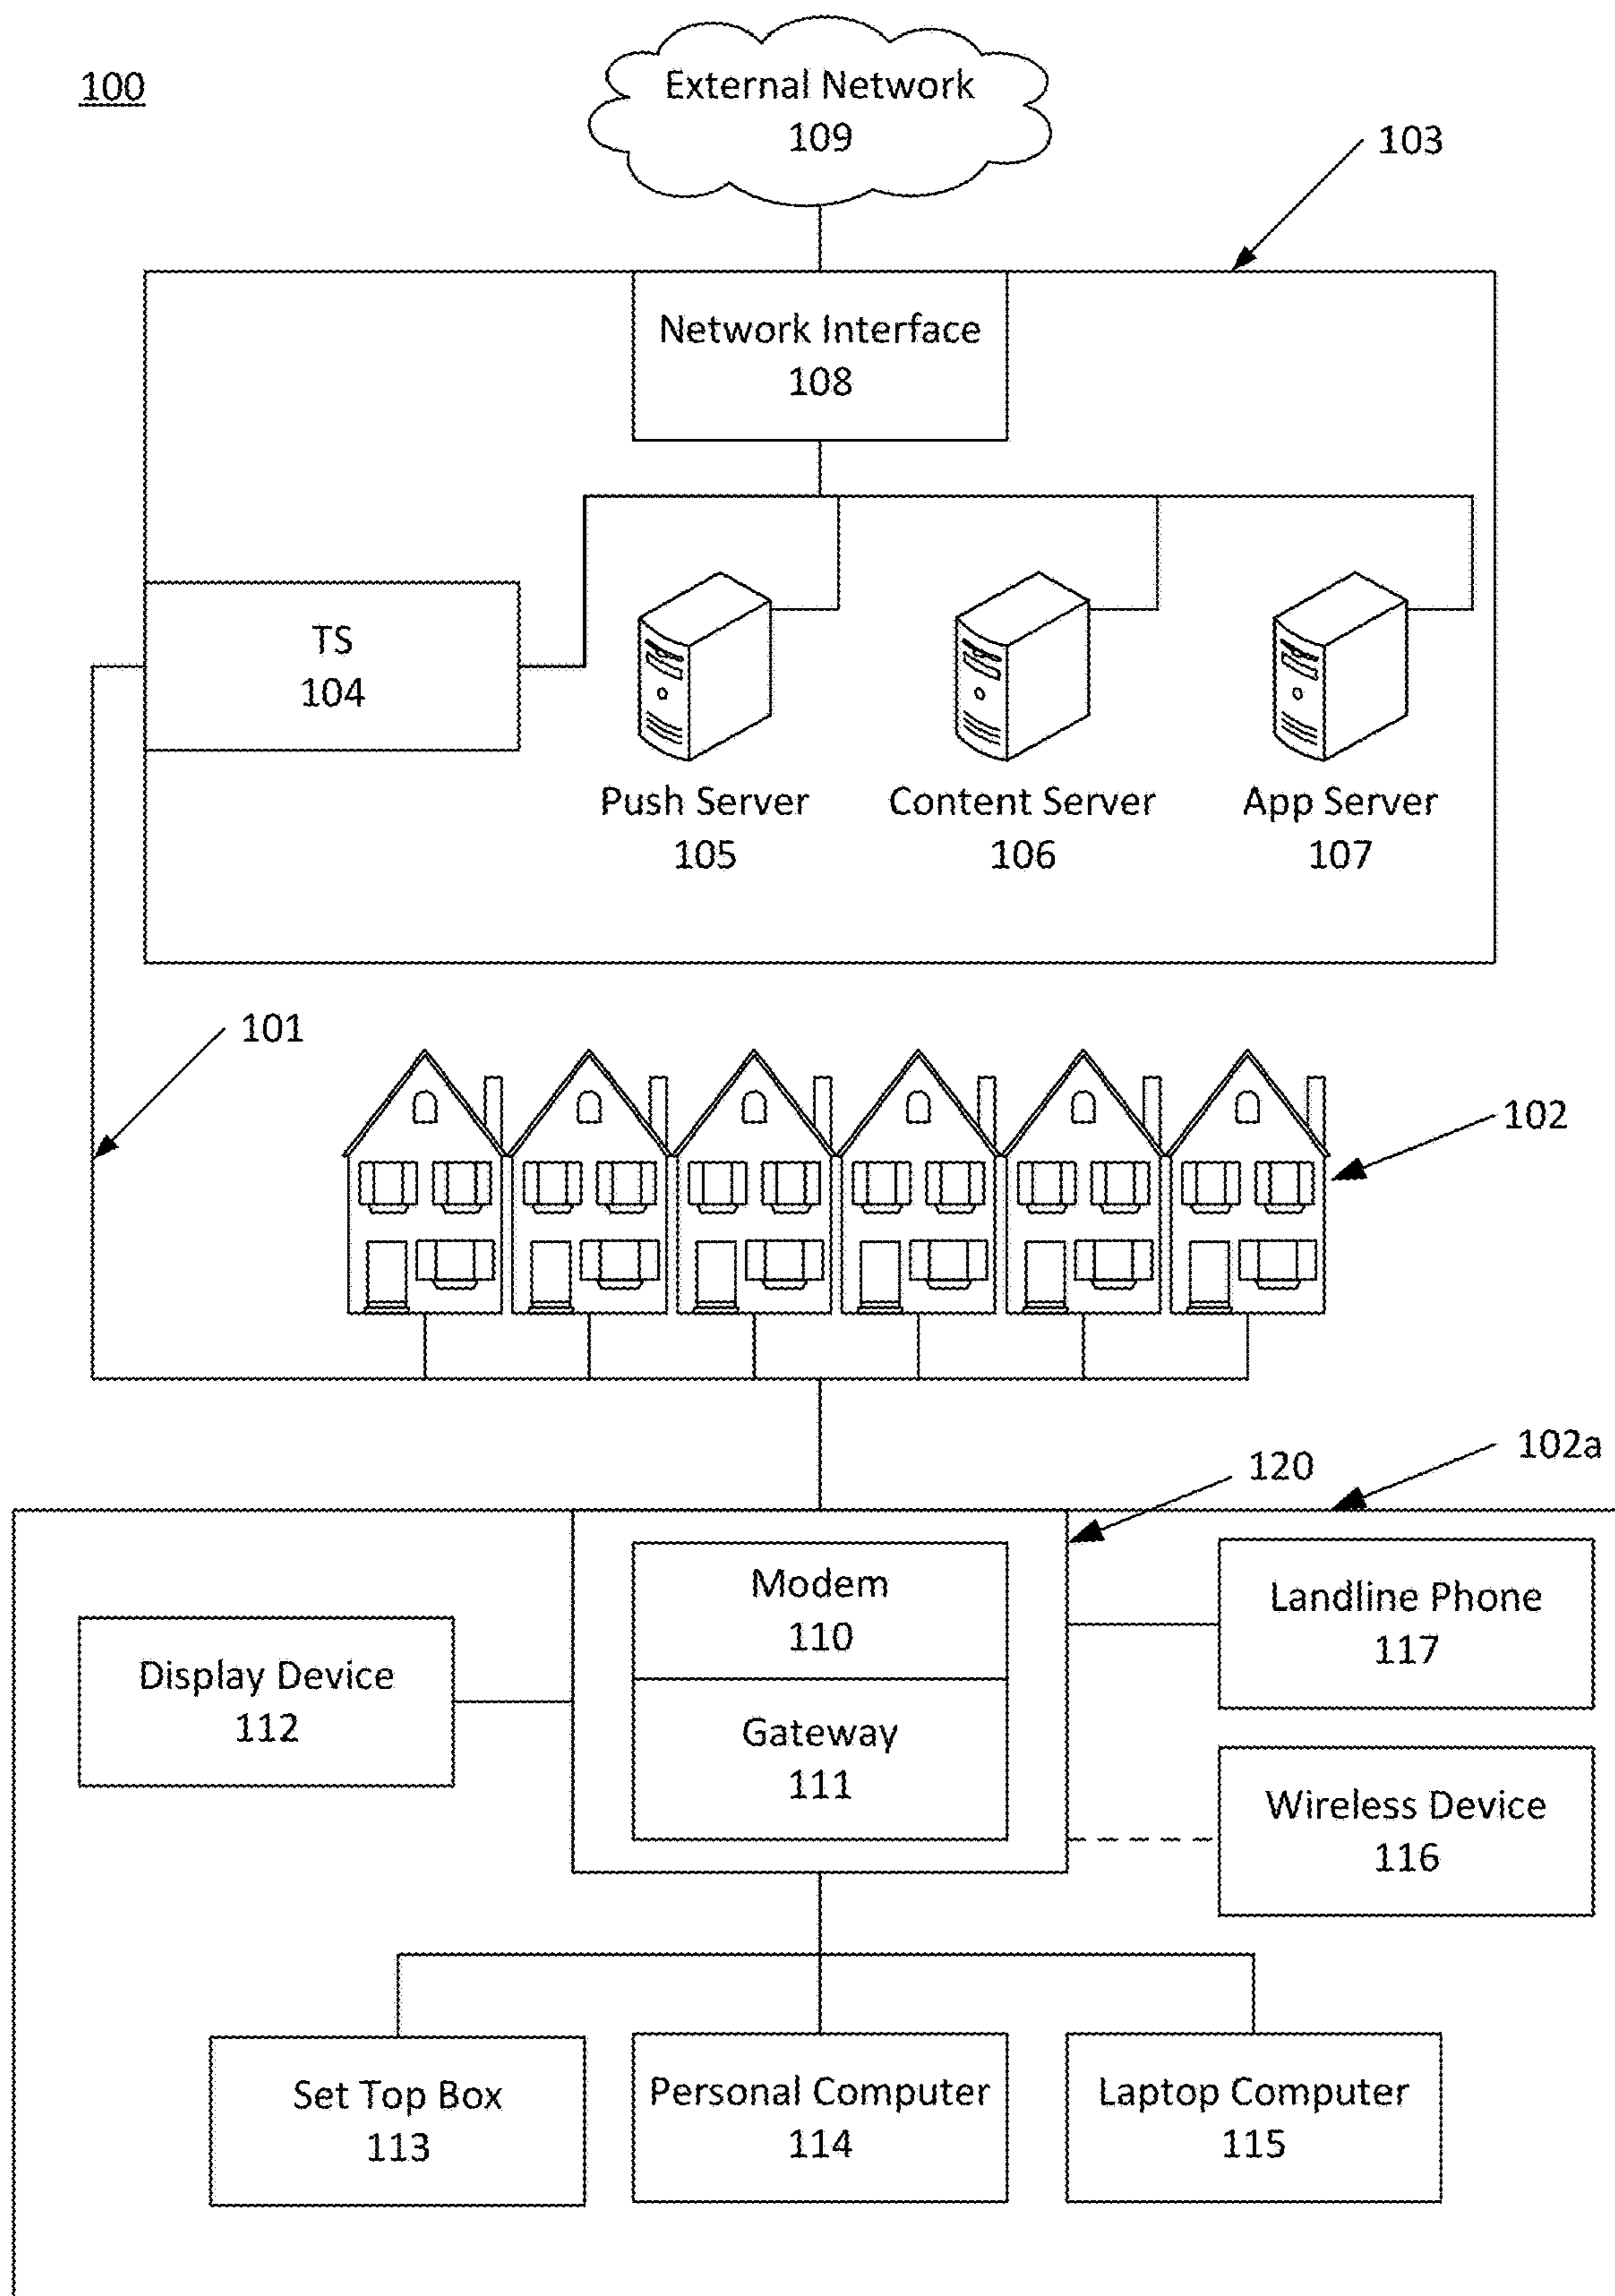 100
External Network
109
103
Network Interface
108
TS
104
Push Server
105
Content Server
106
App Server
107
101
102
102a
120
Modem
110
Landline Phone
117
Display Device
112
Gateway
111
Wireless Device
116
Set Top Box
113
Personal Computer
114
Laptop Computer
115